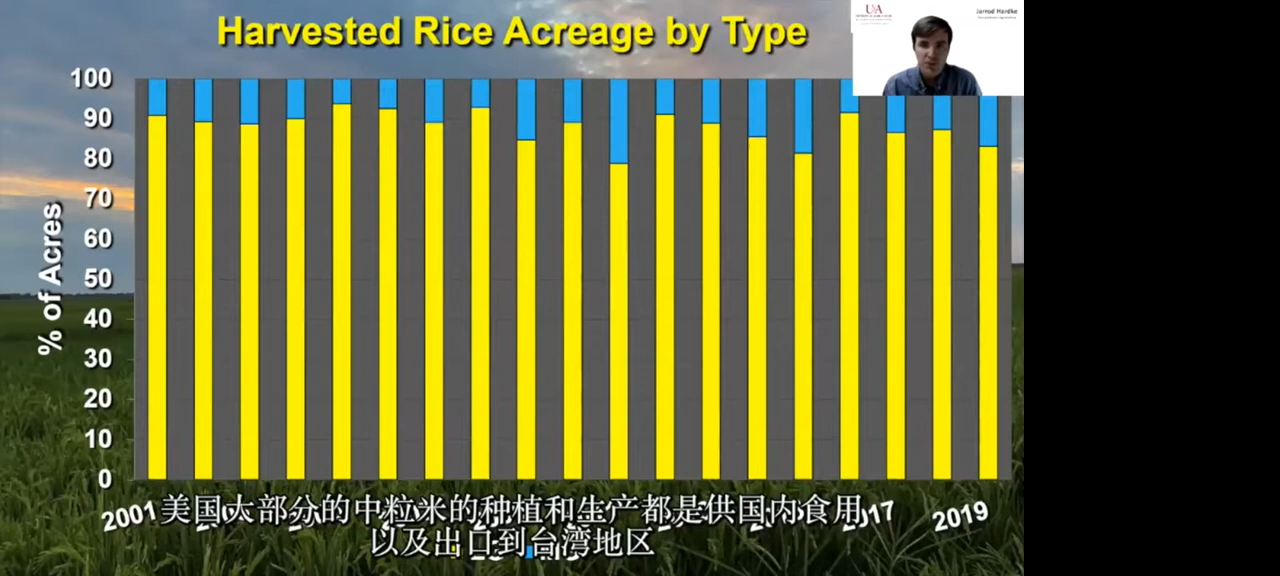 Harvested Rice Acreage by Type
UA
Jarrod Hardke
100
90
80
70
60
50
40
30
20
10
0
% of Acres
2001
2017
2019
美国大部分的中粒米的种植和生产都是供国内食用
以及出口到台湾地区